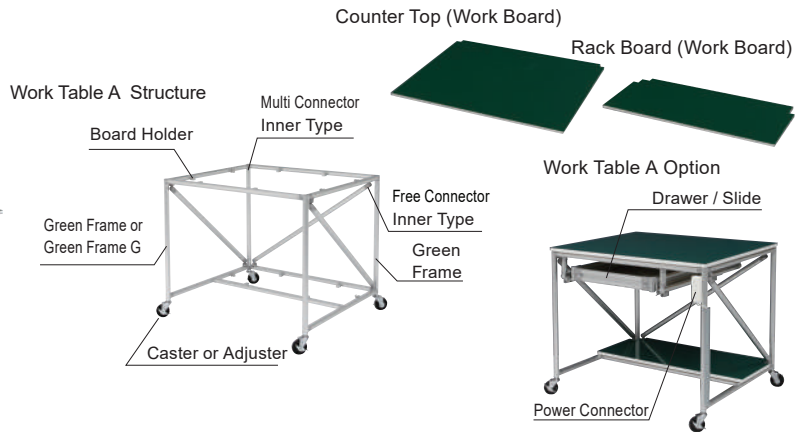 Counter Top (Work Board)
Rack Board (Work Board)
Work Table A Structure
Multi Connector
Inner Type
Board Holder
Work Table A Option
Drawer / Slide
Free Connector
Inner Type
Green Frame or
Green Frame G
Green
Frame
Caster or Adjuster
Power Connector